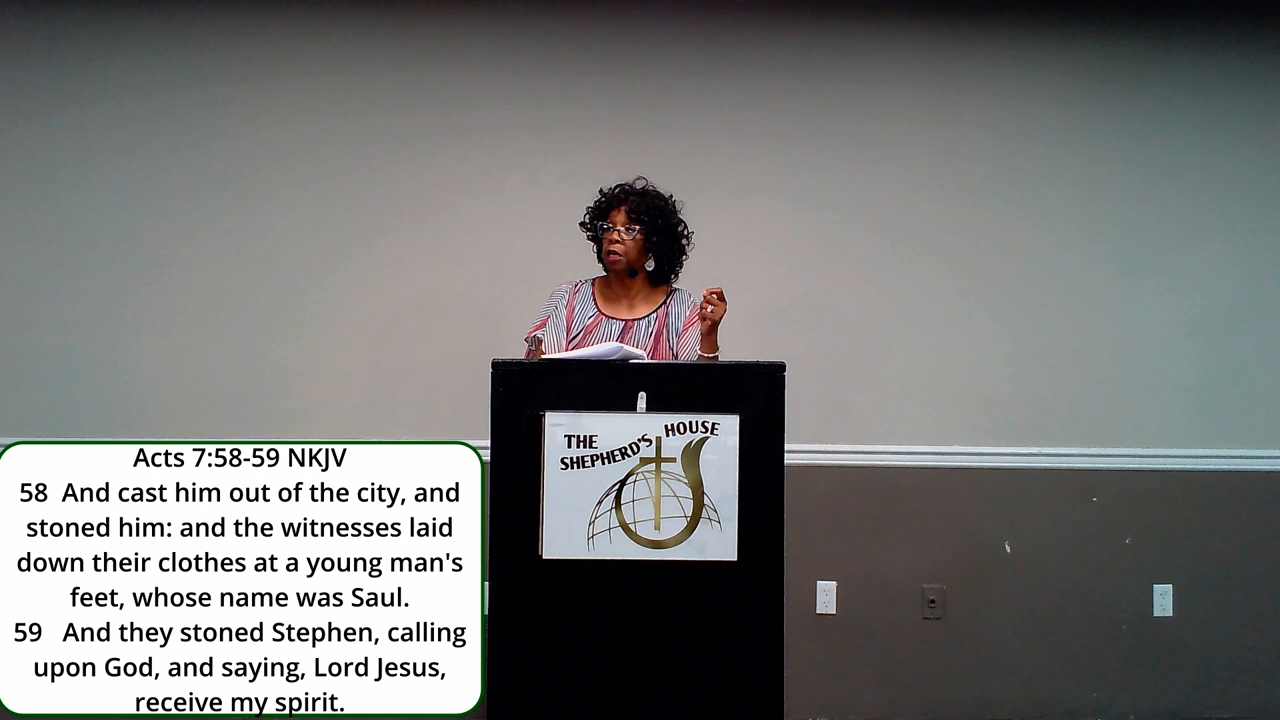 Acts 7:58-59 NKJV
58 And cast him out of the city, and
stoned him: and the witnesses laid
down their clothes at a young man's
feet, whose name was Saul.
59 And they stoned Stephen, calling
upon God, and saying, Lord Jesus,
receive my spirit.
THE
SHEPHERD'S HOUSE